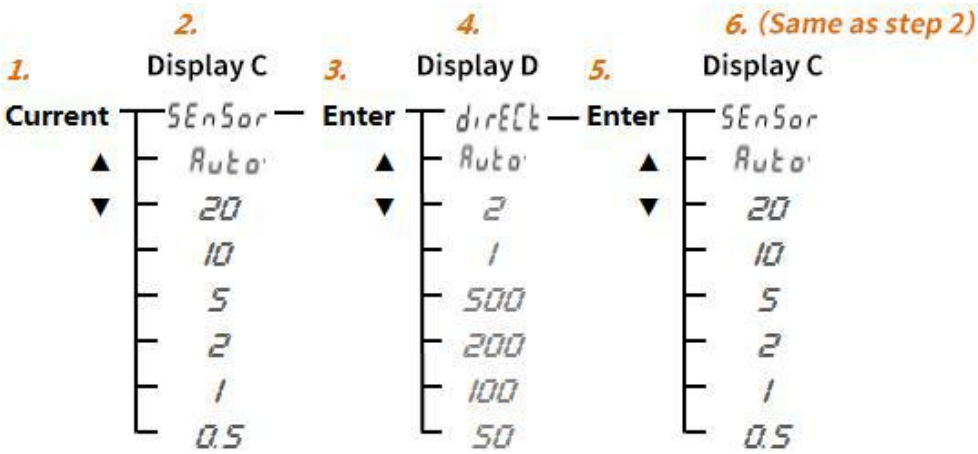 2. 4. 6. (Same as step 2)
1. Display C 3. Display D 5. Display C
Current SEnSor Enter dirECt Enter SEnSor
▲ Auto ▲ Auto ▲ Auto
▼ 20 ▼ 2 ▼ 20
10 1 10
5 500 5
2 200 2
1 100 1
0.5 50 0.5